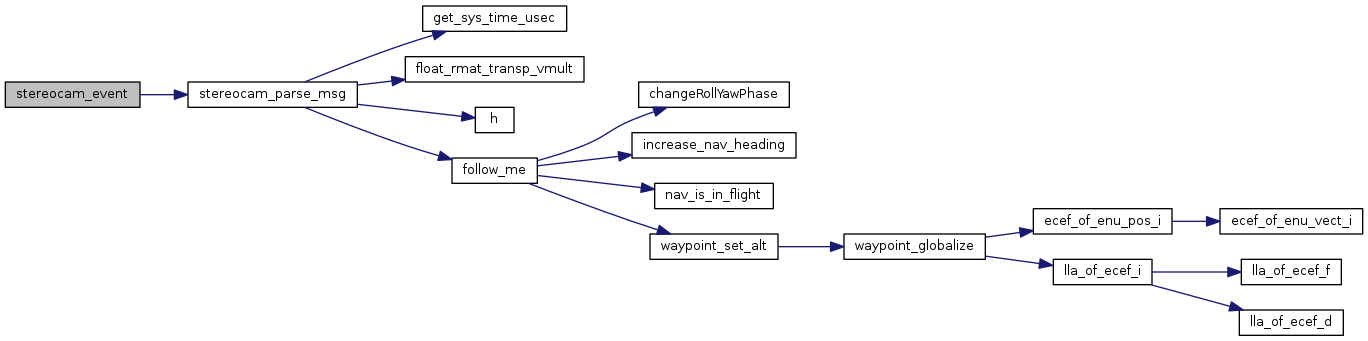 stereocam_event
stereocam_parse_msg
get_sys_time_usec
float_rmat_transp_vmult
h
follow_me
changeRollYawPhase
increase_nav_heading
nav_is_in_flight
waypoint_set_alt
waypoint_globalize
ecef_of_enu_pos_i
ecef_of_enu_vect_i
lla_of_ecef_i
lla_of_ecef_f
lla_of_ecef_d